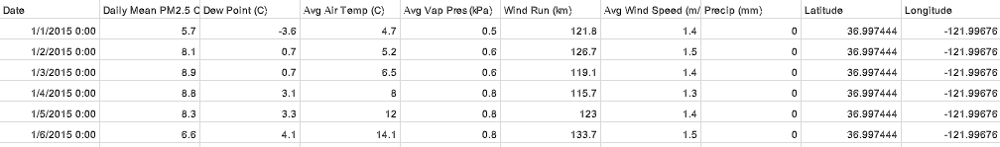 Date Daily Mean PM2.5 C Dew Point (C) Avg Air Temp (C) Avg Vap Pres (kPa) Wind Run (km) Avg Wind Speed (m/ Precip (mm) Latitude Longitude
1/1/2015 0:00 5.7 -3.6 4.7 0.5 121.8 1.4 0 36.997444 -121.99676
1/2/2015 0:00 8.1 0.7 5.2 0.6 126.7 1.5 0 36.997444 -121.99676
1/3/2015 0:00 8.9 0.7 6.5 0.6 119.1 1.4 0 36.997444 -121.99676
1/4/2015 0:00 8.8 3.1 8 0.8 115.7 1.3 0 36.997444 -121.99676
1/5/2015 0:00 8.3 3.3 12 0.8 123 1.4 0 36.997444 -121.99676
1/6/2015 0:00 6.6 4.1 14.1 0.8 133.7 1.5 0 36.997444 -121.99676